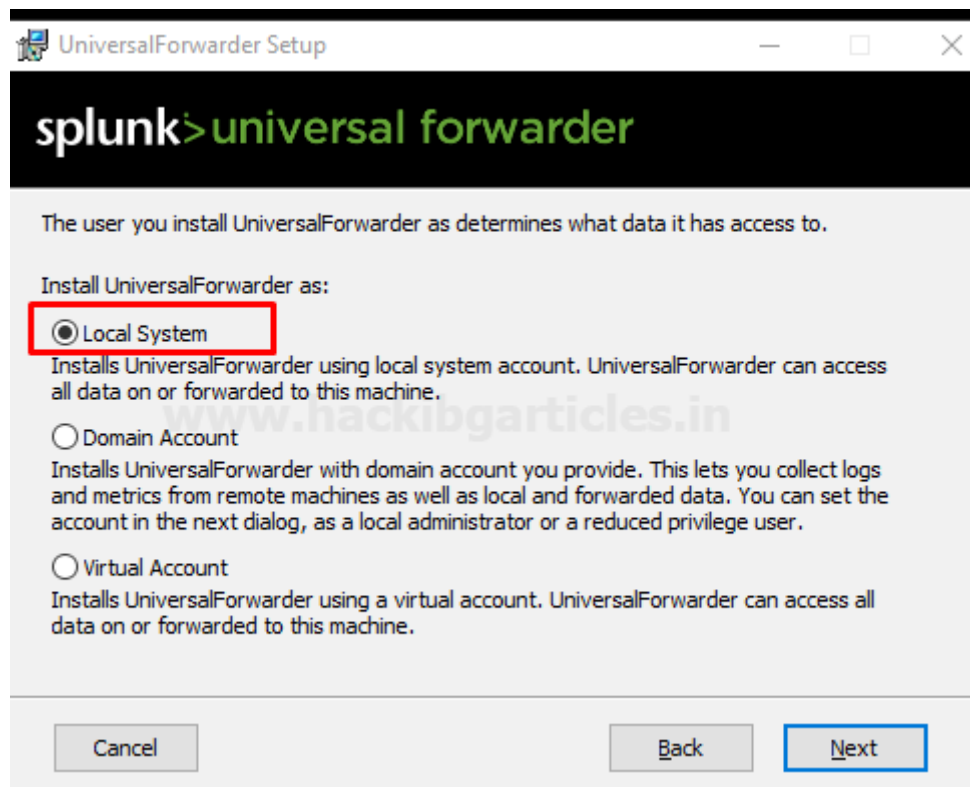 UniversalForwarder Setup
splunk>universal forwarder
The user you install UniversalForwarder as determines what data it has access to.
Install UniversalForwarder as:
Local System
Installs UniversalForwarder using local system account. UniversalForwarder can access
all data on or forwarded to this machine.
www.hackibgarticles.in
Domain Account
Installs UniversalForwarder with domain account you provide. This lets you collect logs
and metrics from remote machines as well as local and forwarded data. You can set the
account in the next dialog, as a local administrator or a reduced privilege user.
Virtual Account
Installs UniversalForwarder using a virtual account. UniversalForwarder can access all
data on or forwarded to this machine.
Cancel
Back
Next